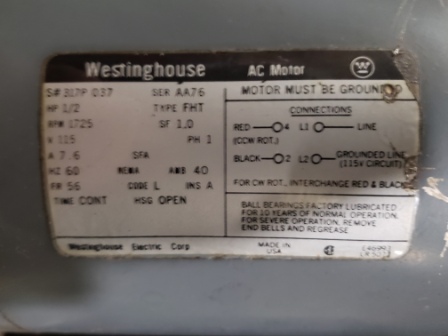 Westinghouse AC Motor W
S# 317P 037 SER AA76
HP 1/2 TYPE FHT
RPM 1725 SF 1.0
V 115 PH 1
A 7.6 SFA
HZ 60 NEMA AMB 40
FR 56 CODE L INS A
TIME CONT HSG OPEN
MOTOR MUST BE GROUNDED
CONNECTIONS
RED 4 L1 LINE
(CCW ROT.)
BLACK 2 L2 GROUNDED LINE
(115V CIRCUIT)
FOR CW ROT., INTERCHANGE RED & BLACK
BALL BEARINGS FACTORY LUBRICATED
FOR 10 YEARS OF NORMAL OPERATION.
FOR SEVERE OPERATION, REMOVE
END BELLS AND REGREASE
Westinghouse Electric Corp
MADE IN
USA